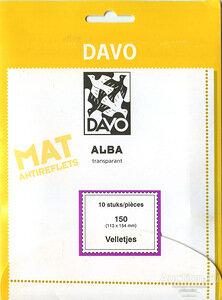 DAVO
DAVO
ALBA
transparant
MAT
ANTIREFLETS
10 stuks/pièces
150
(113 x 154 mm)
Velletjes